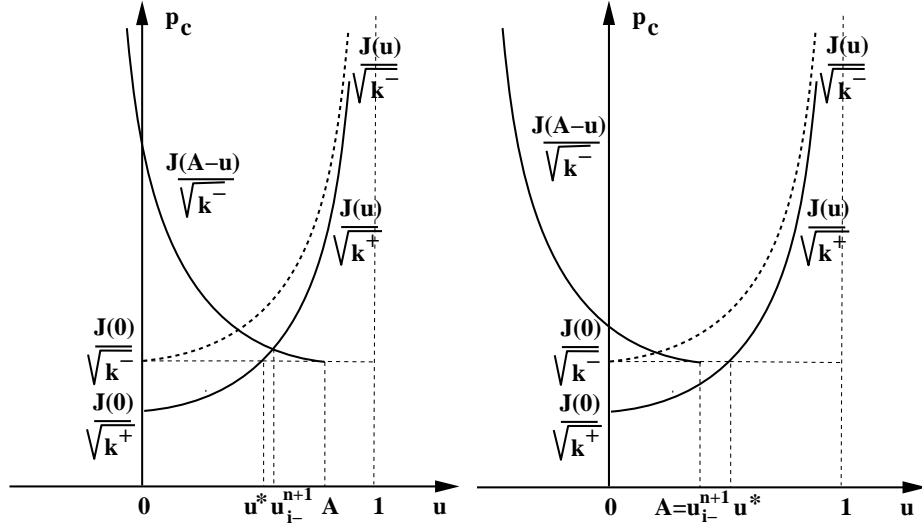 p_c
J(u)
√k^-
J(A−u)
√k^-
J(u)
√k^+
J(0)
√k^-
J(0)
√k^+
0 u* u_{i-}^{n+1} A 1 u
p_c
J(u)
√k^-
J(A−u)
√k^-
J(u)
√k^+
J(0)
√k^-
J(0)
√k^+
0 A=u_{i-}^{n+1} u* 1 u